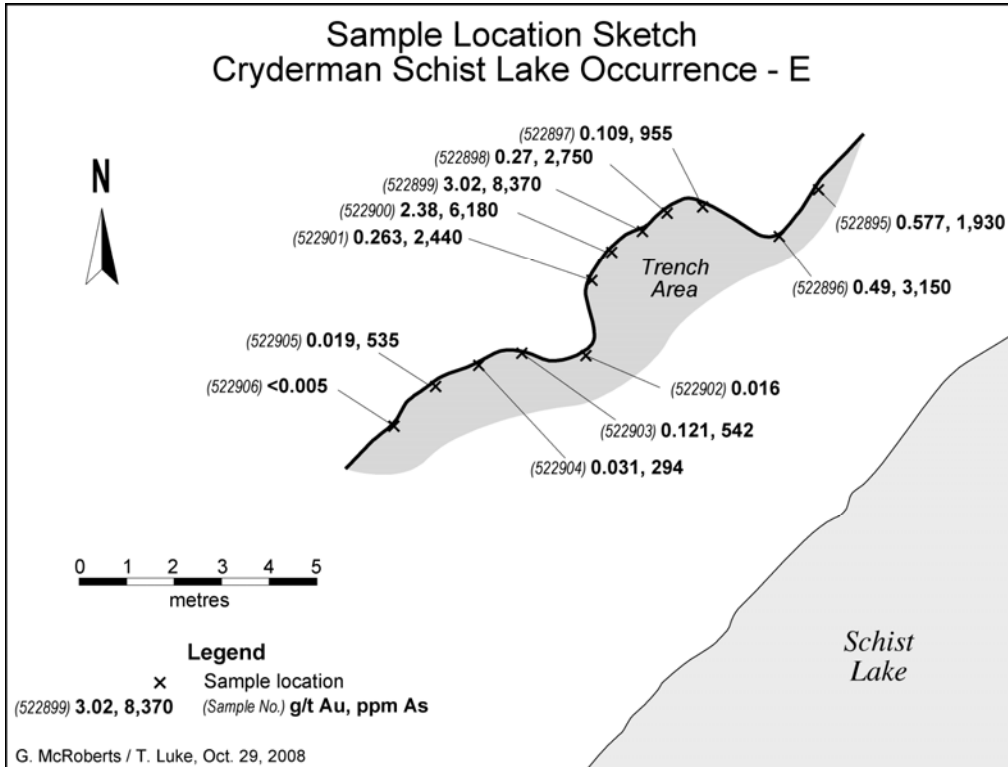 Sample Location Sketch
Cryderman Schist Lake Occurrence - E
N
(522897) 0.109, 955
(522898) 0.27, 2,750
(522899) 3.02, 8,370
(522900) 2.38, 6,180
(522901) 0.263, 2,440
(522895) 0.577, 1,930
Trench
Area
(522896) 0.49, 3,150
(522905) 0.019, 535
(522906) <0.005
(522902) 0.016
(522903) 0.121, 542
(522904) 0.031, 294
0 1 2 3 4 5
metres
Schist
Lake
Legend
Sample location
(522899) 3.02, 8,370 (Sample No.) g/t Au, ppm As
G. McRoberts / T. Luke, Oct. 29, 2008